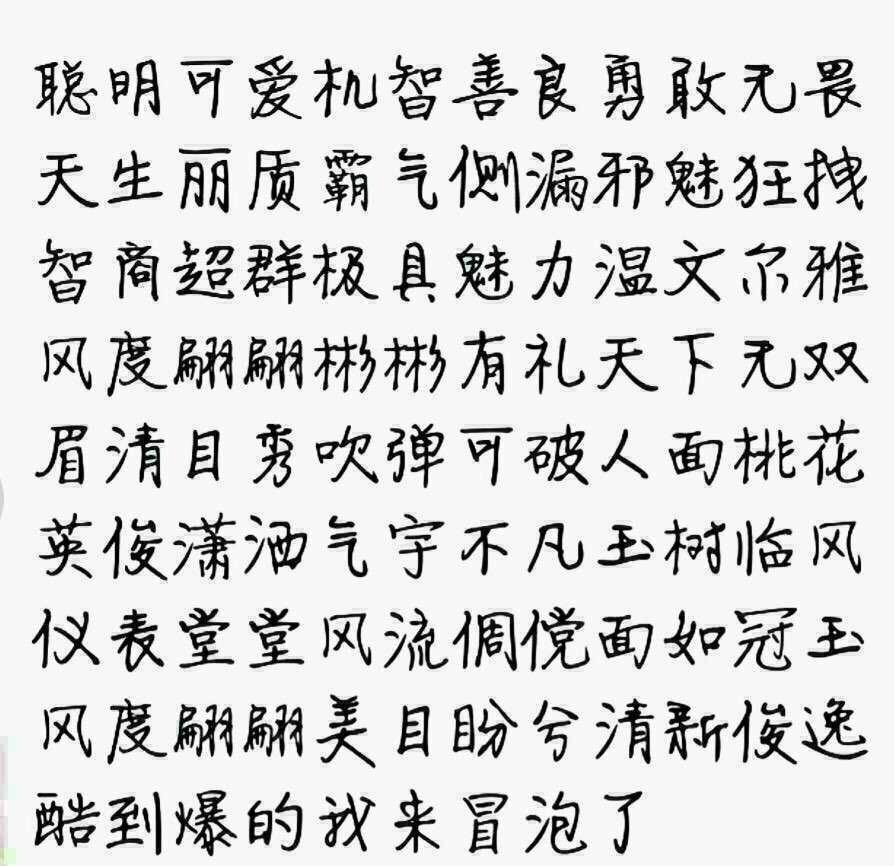 聪明可爱机智善良勇敢无畏
天生丽质霸气侧漏邪魅狂拽
智商超群极具魅力温文尔雅
风度翩翩彬彬有礼天下无双
眉清目秀吹弹可破人面桃花
英俊潇洒气宇不凡玉树临风
仪表堂堂风流倜傥面如冠玉
风度翩翩美目盼兮清新俊逸
酷到爆的我来冒泡了